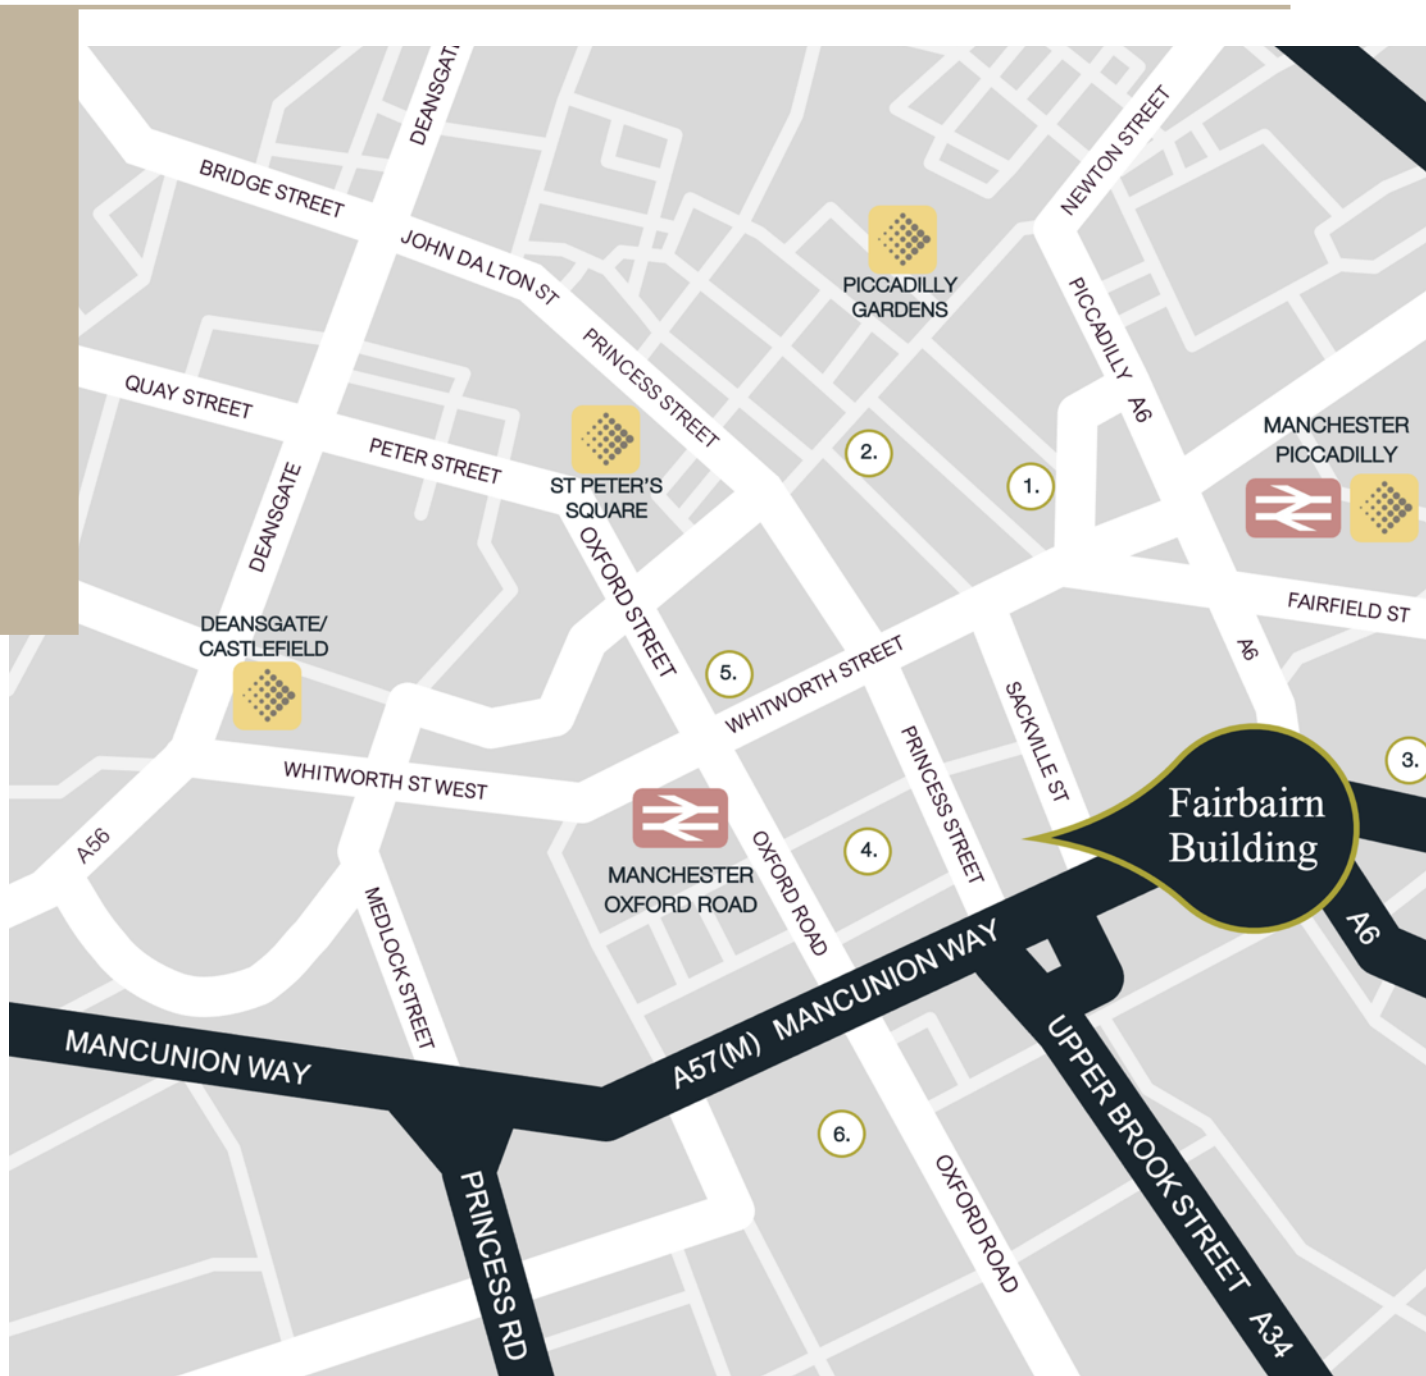 DEANSGAT
NEWTON STREET
BRIDGE STREET
JOHN DALTON ST
PICCADILLY
GARDENS
PICCADILLY
A6
PRINCESS STREET
QUAY STREET
PETER STREET
ST PETER'S
SQUARE
2.
1.
MANCHESTER
PICCADILLY
DEANSGATE
OXFORD STREET
FAIRFIELD ST
DEANSGATE/
CASTLEFIELD
A6
5.
WHITWORTH STREET
SACKVILLE ST
PRINCESS STREET
3.
WHITWORTH ST WEST
Fairbairn
Building
A56
4.
MANCHESTER
OXFORD ROAD
OXFORD ROAD
MEDLOCK STREET
A6
MANCUNION WAY
A57(M) MANCUNION WAY
UPPER BROOK STREET A34
6.
OXFORD ROAD
PRINCESS RD